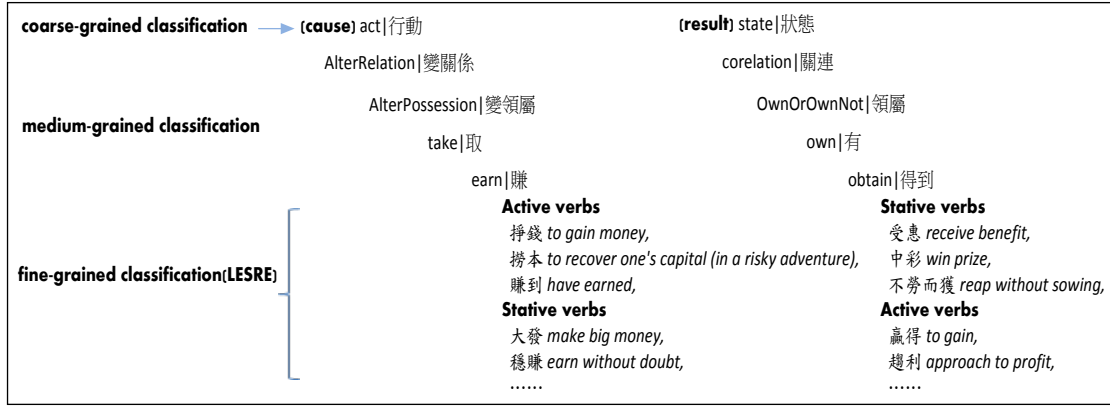 coarse-grained classification (cause) act|行動 (result) state|狀態
AlterRelation|變關係 corelation|關連
AlterPossession|變領屬 OwnOrOwnNot|領屬
medium-grained classification
take|取 own|有
earn|賺 obtain|得到
Active verbs Stative verbs
掙錢 to gain money, 受惠 receive benefit,
撈本 to recover one's capital (in a risky adventure), 中彩 win prize,
fine-grained classification(LESRE)
賺到 have earned, 不勞而獲 reap without sowing,
Stative verbs Active verbs
大發 make big money, 贏得 to gain,
穩賺 earn without doubt, 趨利 approach to profit,
...... ......